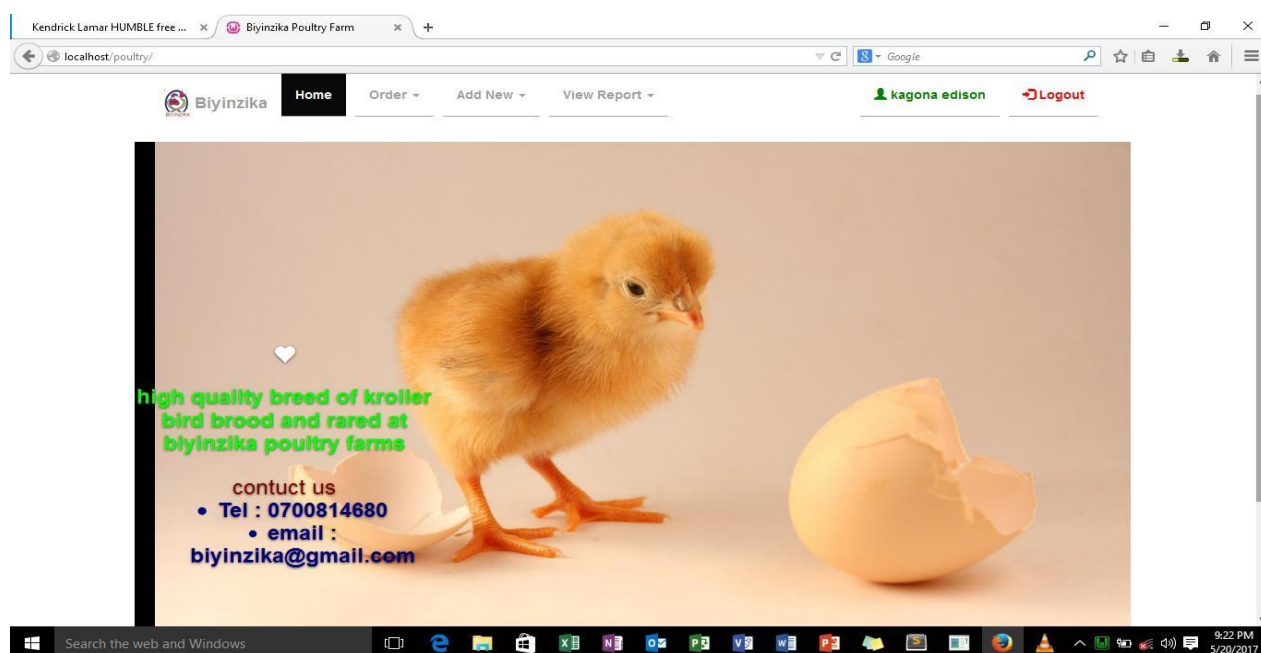 Kendrick Lamar HUMBLE free ...
Biyinzika Poultry Farm
localhost/poultry/
Google
Biyinzika
Home
Order
Add New
View Report
kagona edison
Logout
high quality breed of kroller
bird brood and rared at
biyinzika poultry farms
contuct us
• Tel : 0700814680
• email :
biyinzika@gmail.com
Search the web and Windows
9:22 PM
5/20/2017